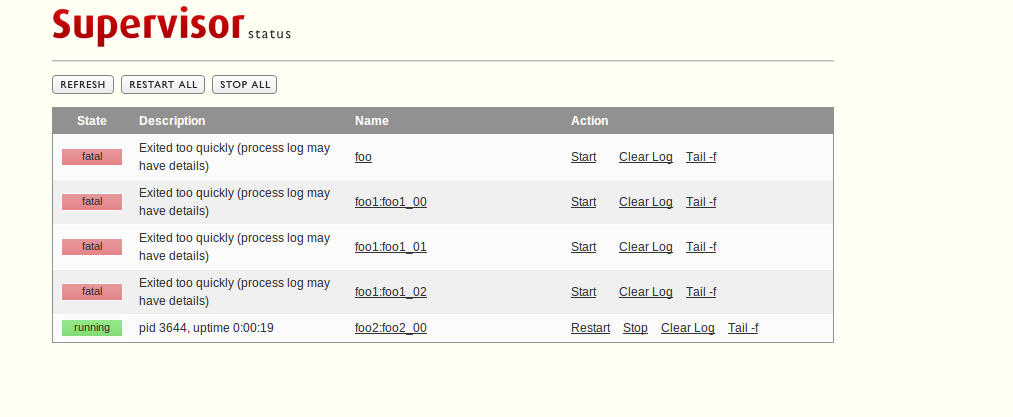 Supervisor status
REFRESH RESTART ALL STOP ALL
State Description Name Action
fatal Exited too quickly (process log may have details) foo Start Clear Log Tail -f
fatal Exited too quickly (process log may have details) foo1:foo1_00 Start Clear Log Tail -f
fatal Exited too quickly (process log may have details) foo1:foo1_01 Start Clear Log Tail -f
fatal Exited too quickly (process log may have details) foo1:foo1_02 Start Clear Log Tail -f
running pid 3644, uptime 0:00:19 foo2:foo2_00 Restart Stop Clear Log Tail -f